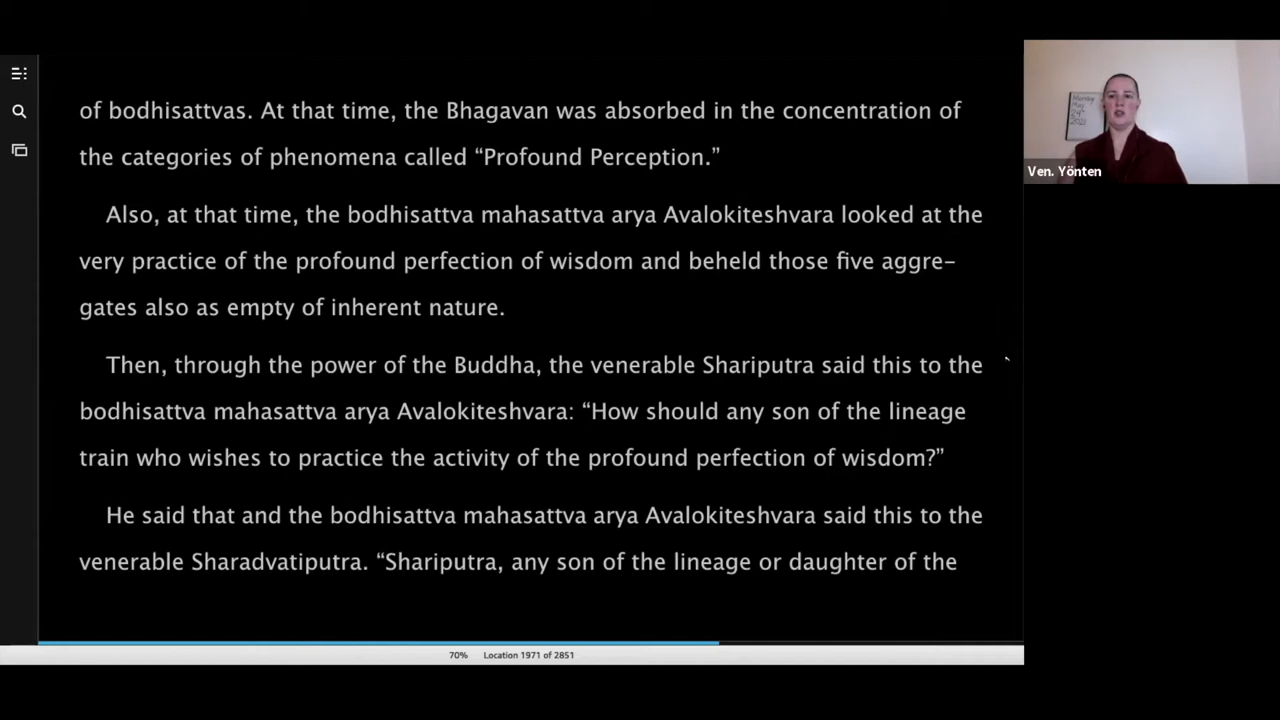 of bodhisattvas. At that time, the Bhagavan was absorbed in the concentration of
the categories of phenomena called “Profound Perception.”
Also, at that time, the bodhisattva mahasattva arya Avalokiteshvara looked at the
very practice of the profound perfection of wisdom and beheld those five aggre-
gates also as empty of inherent nature.
Then, through the power of the Buddha, the venerable Shariputra said this to the
bodhisattva mahasattva arya Avalokiteshvara: “How should any son of the lineage
train who wishes to practice the activity of the profound perfection of wisdom?”
He said that and the bodhisattva mahasattva arya Avalokiteshvara said this to the
venerable Sharadvatiputra. “Shariputra, any son of the lineage or daughter of the
70% Location 1971 of 2851
Monday
May
24th
2021
Ven. Yönten